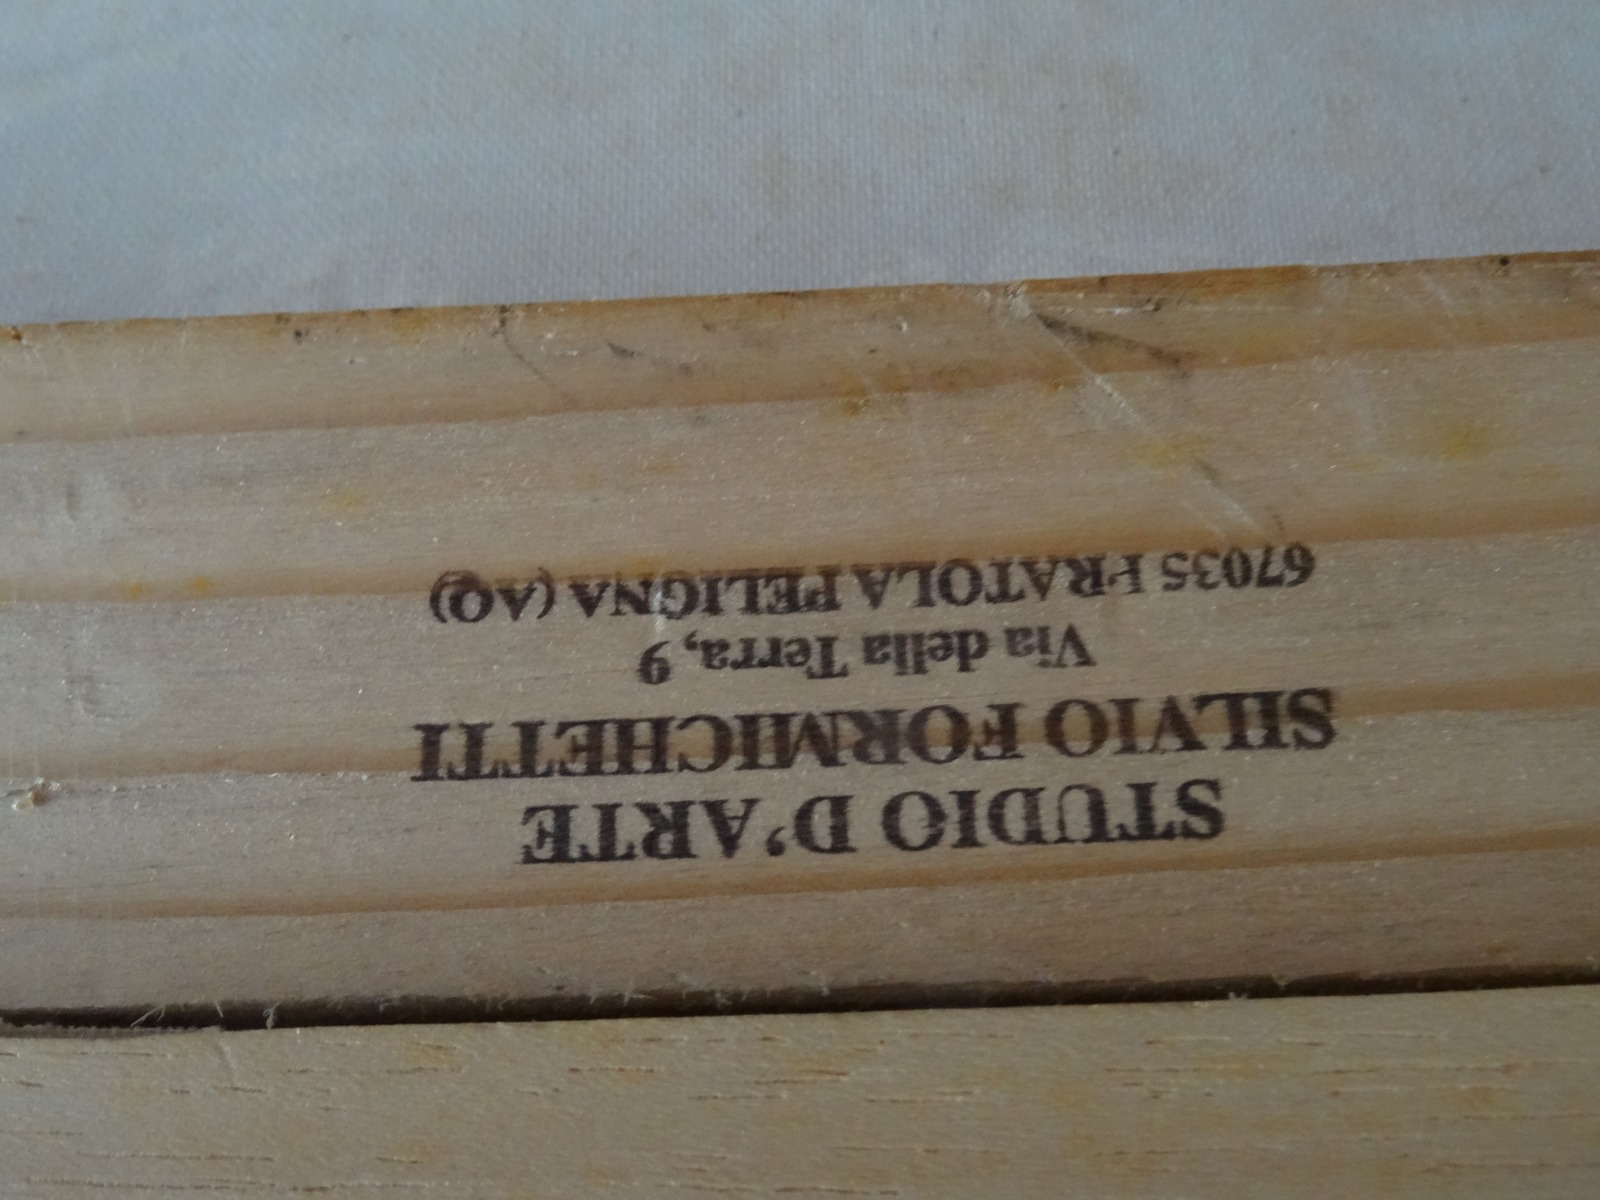 STUDIO D'ARTE
SILVIO FORMICHETTI
Via della Terra, 9
67035 PRATOLA PELIGNA (AQ)